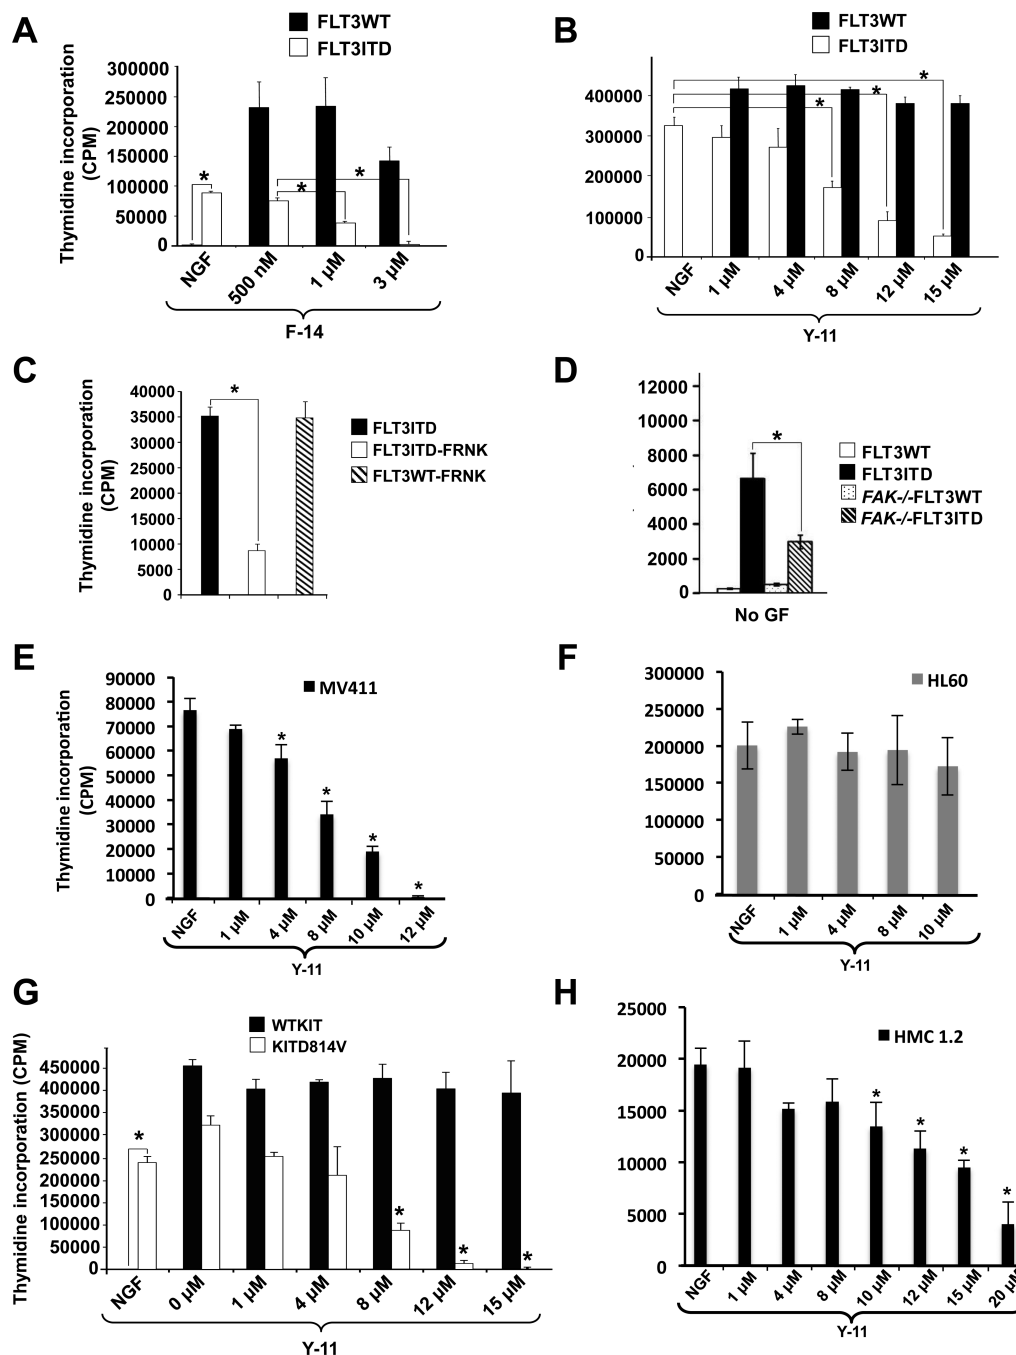 A
FLT3WT
FLT3ITD
Thymidine incorporation
(CPM)
300000
250000
200000
150000
100000
50000
0
*
*
*
NGF
500 nM
1 µM
3 µM
F-14
B
FLT3WT
FLT3ITD
400000
300000
200000
100000
0
*
*
*
NGF
1 µM
4 µM
8 µM
12 µM
15 µM
Y-11
C
Thymidine incorporation
(CPM)
40000
35000
30000
25000
20000
15000
10000
5000
0
*
FLT3ITD
FLT3ITD-FRNK
FLT3WT-FRNK
D
12000
10000
8000
6000
4000
2000
0
*
No GF
FLT3WT
FLT3ITD
FAK-/-FLT3WT
FAK-/-FLT3ITD
E
Thymidine incorporation
(CPM)
90000
80000
70000
60000
50000
40000
30000
20000
10000
0
MV411
*
*
*
*
NGF
1 µM
4 µM
8 µM
10 µM
12 µM
Y-11
F
300000
250000
200000
150000
100000
50000
0
HL60
NGF
1 µM
4 µM
8 µM
10 µM
Y-11
G
Thymidine incorporation (CPM)
WTKIT
KITD814V
450000
400000
350000
300000
250000
200000
150000
100000
50000
0
*
*
*
*
NGF
0 µM
1 µM
4 µM
8 µM
12 µM
15 µM
Y-11
H
25000
20000
15000
10000
5000
0
HMC 1.2
*
*
*
*
NGF
1 µM
4 µM
8 µM
10 µM
12 µM
15 µM
20 µM
Y-11